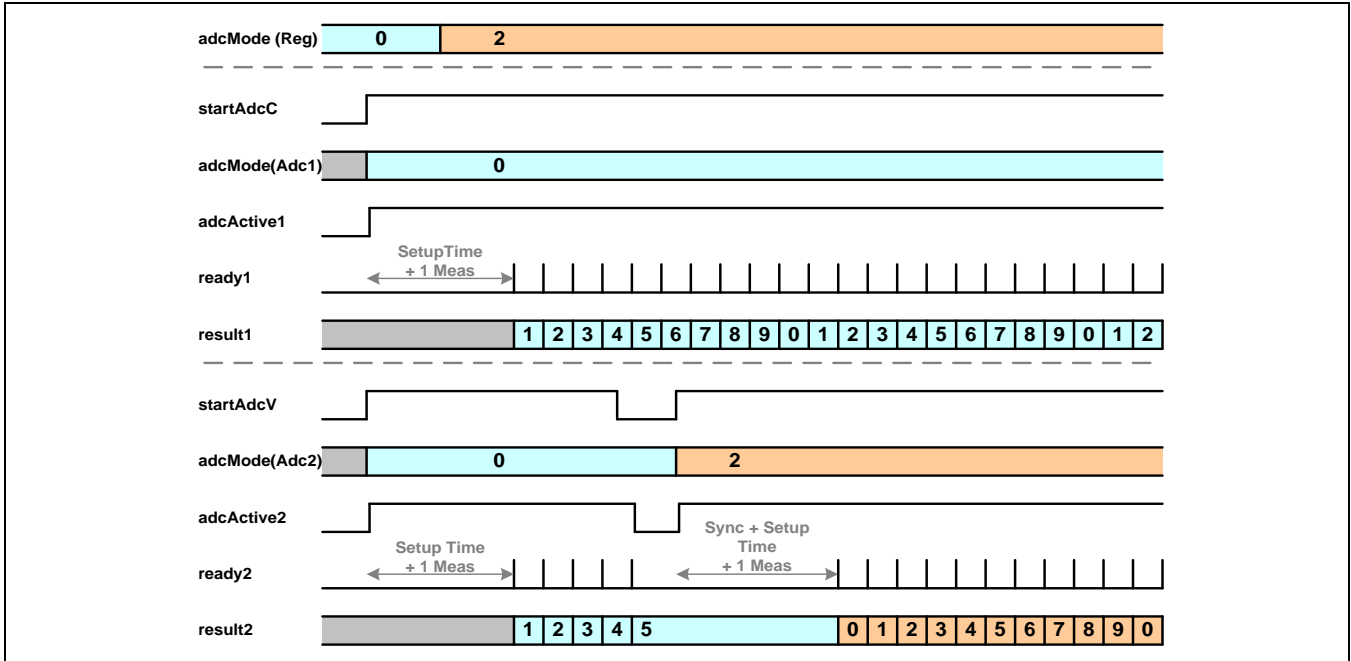 adcMode (Reg) 0 2
startAdcC
adcMode(Adc1) 0
adcActive1
SetupTime
+ 1 Meas
ready1
result1 1 2 3 4 5 6 7 8 9 0 1 2 3 4 5 6 7 8 9 0 1 2
startAdcV
adcMode(Adc2) 0 2
adcActive2
Sync + Setup
Time
+ 1 Meas
Setup Time
+ 1 Meas
ready2
result2 1 2 3 4 5 0 1 2 3 4 5 6 7 8 9 0